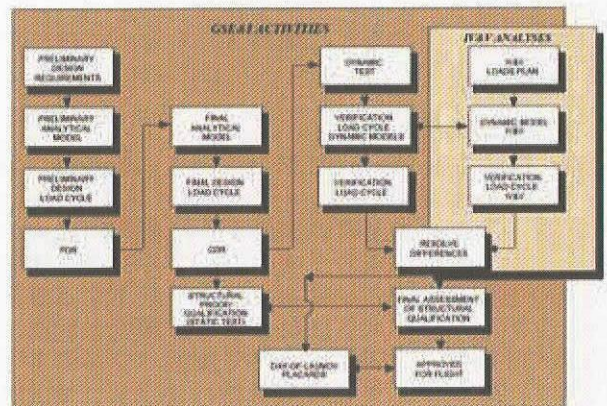 GSE&I ACTIVITIES
IV&V ANALYSES
PRELIMINARY
DESIGN
REQUIREMENTS
PRELIMINARY
ANALYTICAL
MODEL
PRELIMINARY
DESIGN
LOAD CYCLE
PDR
FINAL
ANALYTICAL
MODEL
FINAL DESIGN
LOAD CYCLE
CDR
STRUCTURAL
PROOF/
QUALIFICATION
(STATIC TEST)
DYNAMIC
TEST
VERIFICATION
LOAD CYCLE
DYNAMIC MODELS
VERIFICATION
LOAD CYCLE
LOADS PLAN
DYNAMIC MODEL
VERIFICATION
LOAD CYCLE
RESOLVE
DIFFERENCES
FINAL ASSESSMENT
OF STRUCTURAL
QUALIFICATION
DAY-OF-LAUNCH
PLACARDS
APPROVED
FOR FLIGHT